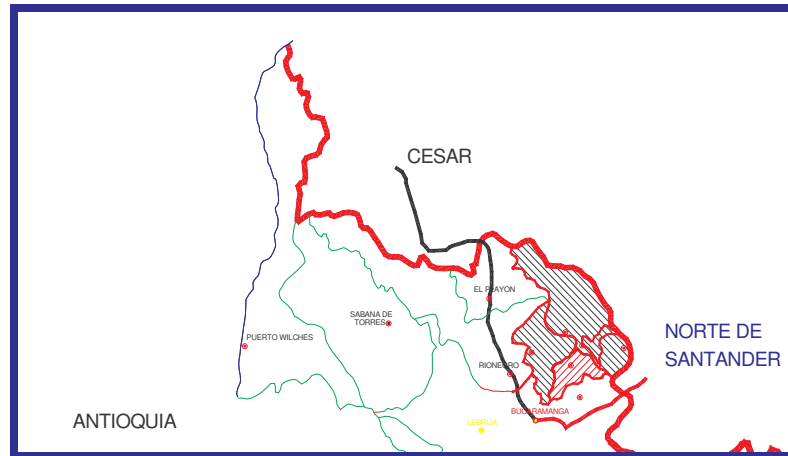 CESAR
EL PLAYON
SABANA DE
TORRES
PUERTO WILCHES
NORTE DE
SANTANDER
RIONEGRO
BUCARAMANGA
ANTIOQUIA
LEBRIJA